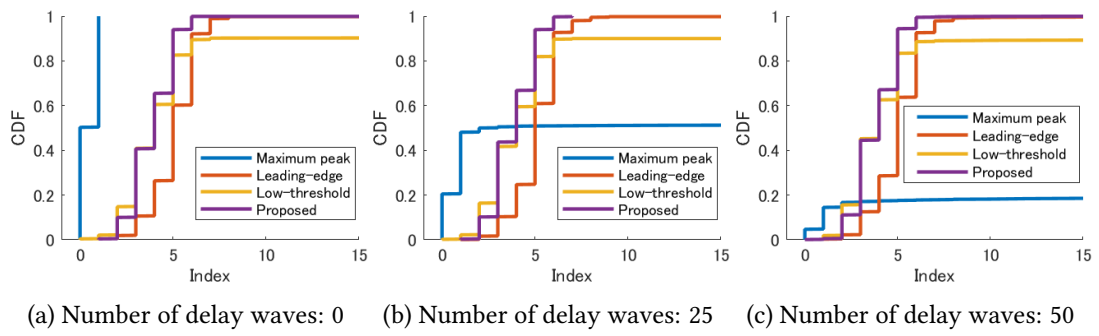 1
0.8
0.6
0.4
0.2
0
CDF
0 5 10 15
Index
Maximum peak
Leading-edge
Low-threshold
Proposed
(a) Number of delay waves: 0
1
0.8
0.6
0.4
0.2
0
CDF
0 5 10 15
Index
Maximum peak
Leading-edge
Low-threshold
Proposed
(b) Number of delay waves: 25
1
0.8
0.6
0.4
0.2
0
CDF
0 5 10 15
Index
Maximum peak
Leading-edge
Low-threshold
Proposed
(c) Number of delay waves: 50